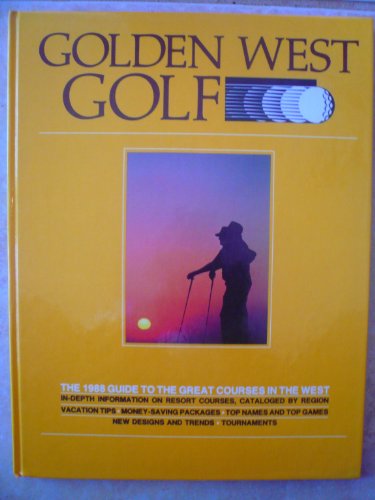 GOLDEN WEST
GOLF
THE 1988 GUIDE TO THE GREAT COURSES IN THE WEST
IN-DEPTH INFORMATION ON RESORT COURSES, CATALOGED BY REGION
VACATION TIPS • MONEY-SAVING PACKAGES • TOP NAMES AND TOP GAMES
NEW DESIGNS AND TRENDS • TOURNAMENTS